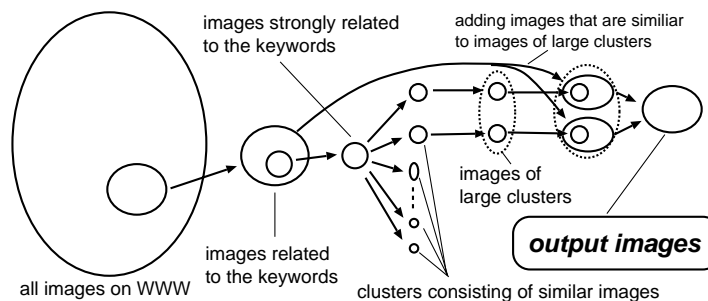 images strongly related
to the keywords
adding images that are similiar
to images of large clusters
images of
large clusters
output images
images related
to the keywords
all images on WWW
clusters consisting of similar images